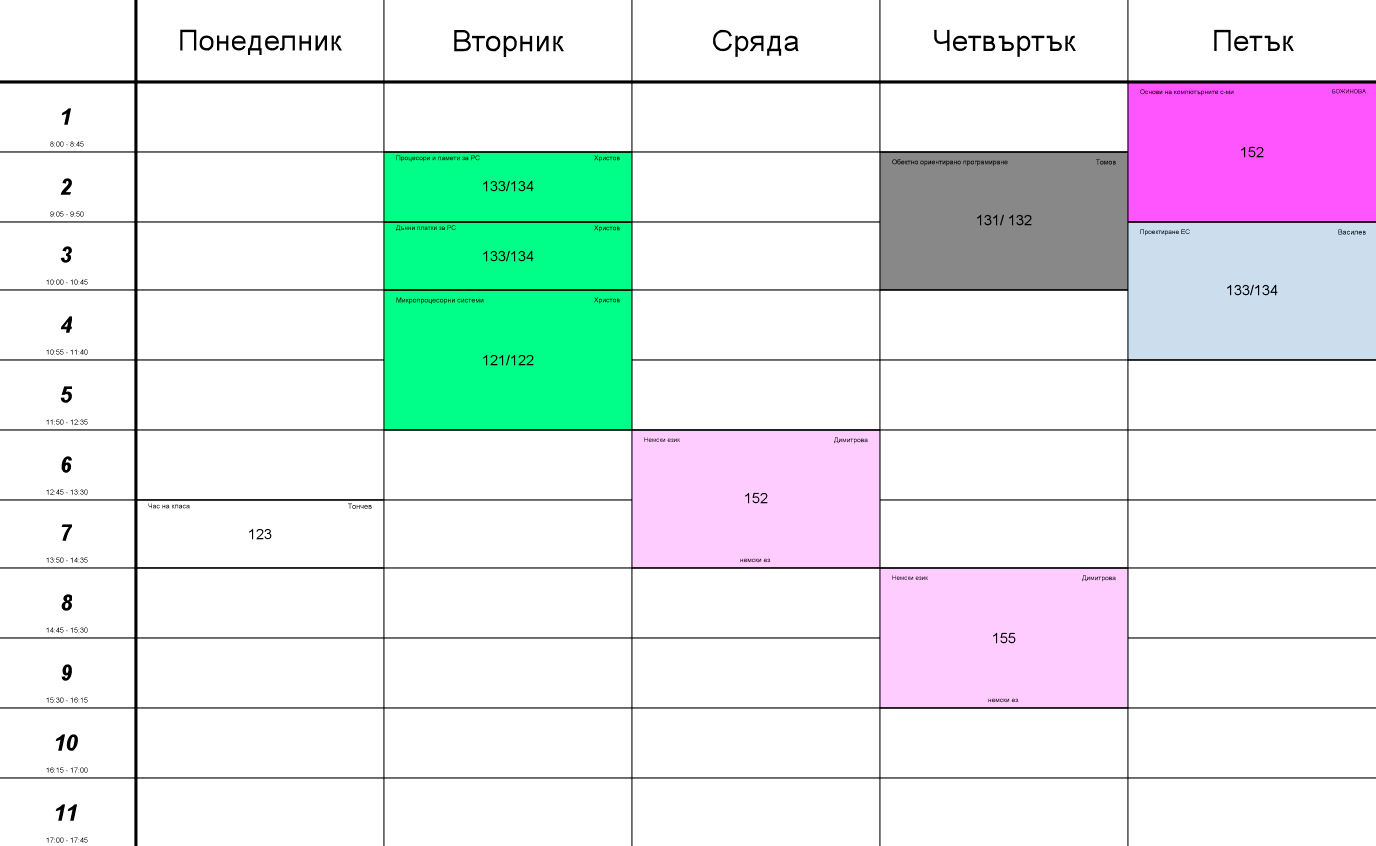 Понеделник Вторник Сряда Четвъртък Петък
1
8:00 - 8:45
Основи на компютърните с-ми БОЖИНОВА
152
2
9:05 - 9:50
Процесори и памети за PC Христов
133/134
Обектно ориентирано програмиране Томов
131/ 132
3
10:00 - 10:45
Дънни платки за PC Христов
133/134
Проектиране ЕС Василев
133/134
4
10:55 - 11:40
Микропроцесорни системи Христов
121/122
5
11:50 - 12:35
6
12:45 - 13:30
Немски език Димитрова
152
немски ез
7
13:50 - 14:35
Час на класа Тончев
123
8
14:45 - 15:30
Немски език Димитрова
155
немски ез
9
15:30 - 16:15
10
16:15 - 17:00
11
17:00 - 17:45